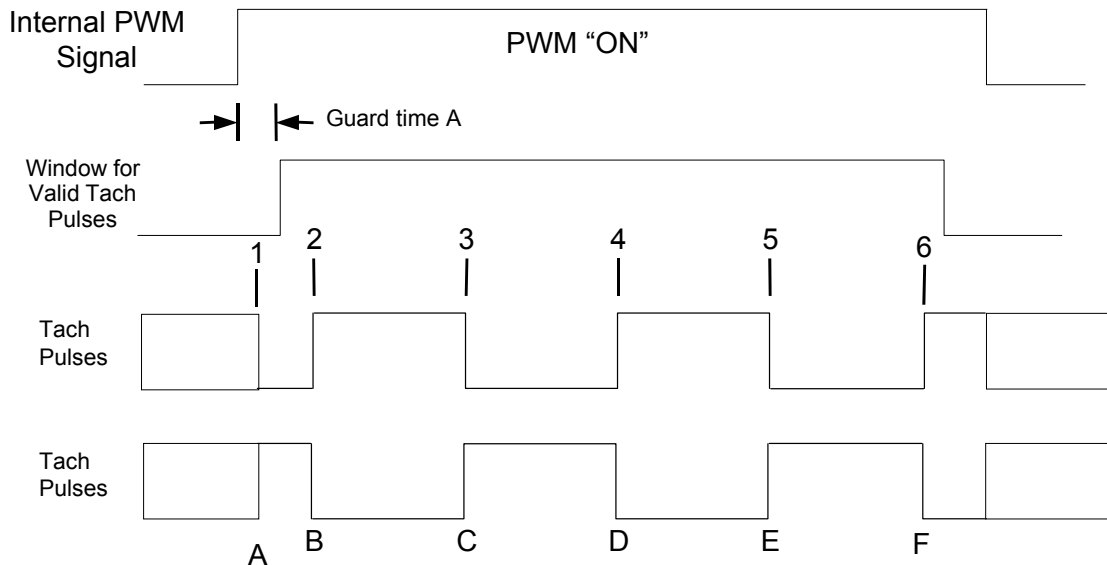 Internal PWM
Signal
PWM “ON”
Guard time A
Window for
Valid Tach
Pulses
1
2
3
4
5
6
Tach
Pulses
Tach
Pulses
A
B
C
D
E
F